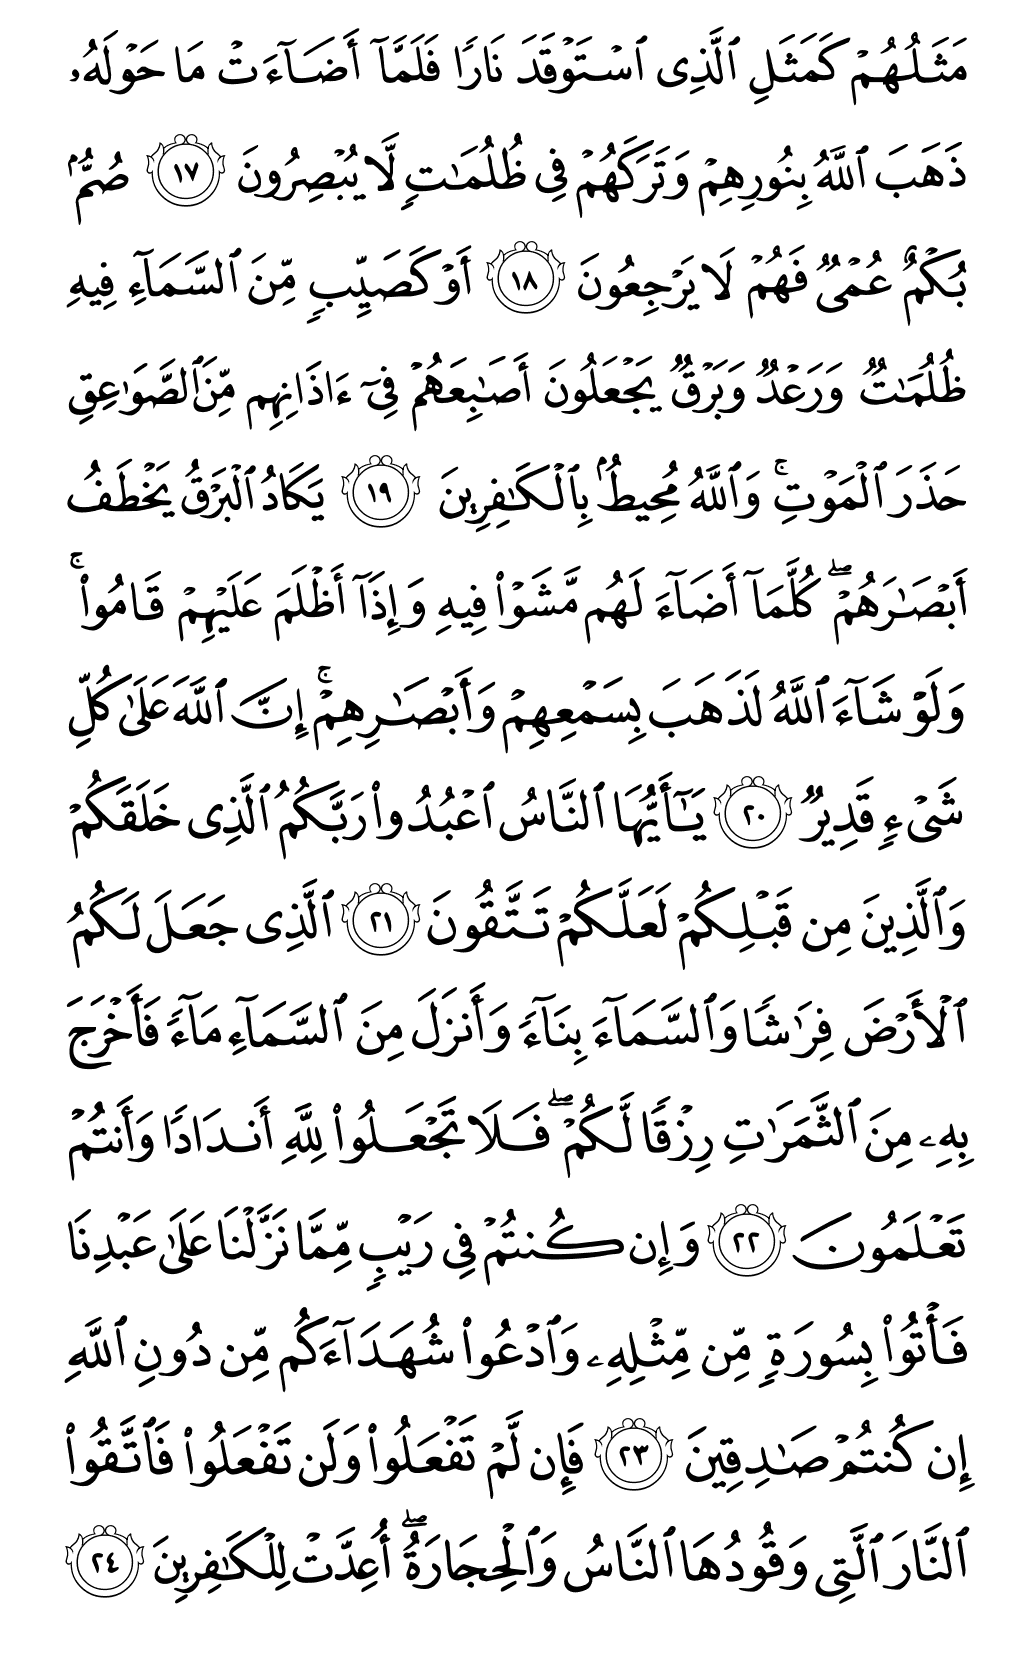 مَثَلُهُمْ كَمَثَلِ ٱلَّذِى ٱسْتَوْقَدَ نَارًا فَلَمَّآ أَضَآءَتْ مَا حَوْلَهُۥ
ذَهَبَ ٱللَّهُ بِنُورِهِمْ وَتَرَكَهُمْ فِى ظُلُمَٰتٍ لَّا يُبْصِرُونَ ١٧ صُمٌّۢ
بُكْمٌ عُمْىٌ فَهُمْ لَا يَرْجِعُونَ ١٨ أَوْ كَصَيِّبٍ مِّنَ ٱلسَّمَآءِ فِيهِ
ظُلُمَٰتٌ وَرَعْدٌ وَبَرْقٌ يَجْعَلُونَ أَصَٰبِعَهُمْ فِىٓ ءَاذَانِهِم مِّنَ ٱلصَّوَٰعِقِ
حَذَرَ ٱلْمَوْتِ ۚ وَٱللَّهُ مُحِيطٌۢ بِٱلْكَٰفِرِينَ ١٩ يَكَادُ ٱلْبَرْقُ يَخْطَفُ
أَبْصَٰرَهُمْ ۖ كُلَّمَآ أَضَآءَ لَهُم مَّشَوْا۟ فِيهِ وَإِذَآ أَظْلَمَ عَلَيْهِمْ قَامُوا۟ ۚ
وَلَوْ شَآءَ ٱللَّهُ لَذَهَبَ بِسَمْعِهِمْ وَأَبْصَٰرِهِمْ ۚ إِنَّ ٱللَّهَ عَلَىٰ كُلِّ
شَىْءٍ قَدِيرٌ ٢٠ يَٰٓأَيُّهَا ٱلنَّاسُ ٱعْبُدُوا۟ رَبَّكُمُ ٱلَّذِى خَلَقَكُمْ
وَٱلَّذِينَ مِن قَبْلِكُمْ لَعَلَّكُمْ تَتَّقُونَ ٢١ ٱلَّذِى جَعَلَ لَكُمُ
ٱلْأَرْضَ فِرَٰشًا وَٱلسَّمَآءَ بِنَآءً وَأَنزَلَ مِنَ ٱلسَّمَآءِ مَآءً فَأَخْرَجَ
بِهِۦ مِنَ ٱلثَّمَرَٰتِ رِزْقًا لَّكُمْ ۖ فَلَا تَجْعَلُوا۟ لِلَّهِ أَندَادًا وَأَنتُمْ
تَعْلَمُونَ ٢٢ وَإِن كُنتُمْ فِى رَيْبٍ مِّمَّا نَزَّلْنَا عَلَىٰ عَبْدِنَا
فَأْتُوا۟ بِسُورَةٍ مِّن مِّثْلِهِۦ وَٱدْعُوا۟ شُهَدَآءَكُم مِّن دُونِ ٱللَّهِ
إِن كُنتُمْ صَٰدِقِينَ ٢٣ فَإِن لَّمْ تَفْعَلُوا۟ وَلَن تَفْعَلُوا۟ فَٱتَّقُوا۟
ٱلنَّارَ ٱلَّتِى وَقُودُهَا ٱلنَّاسُ وَٱلْحِجَارَةُ ۖ أُعِدَّتْ لِلْكَٰفِرِينَ ٢٤